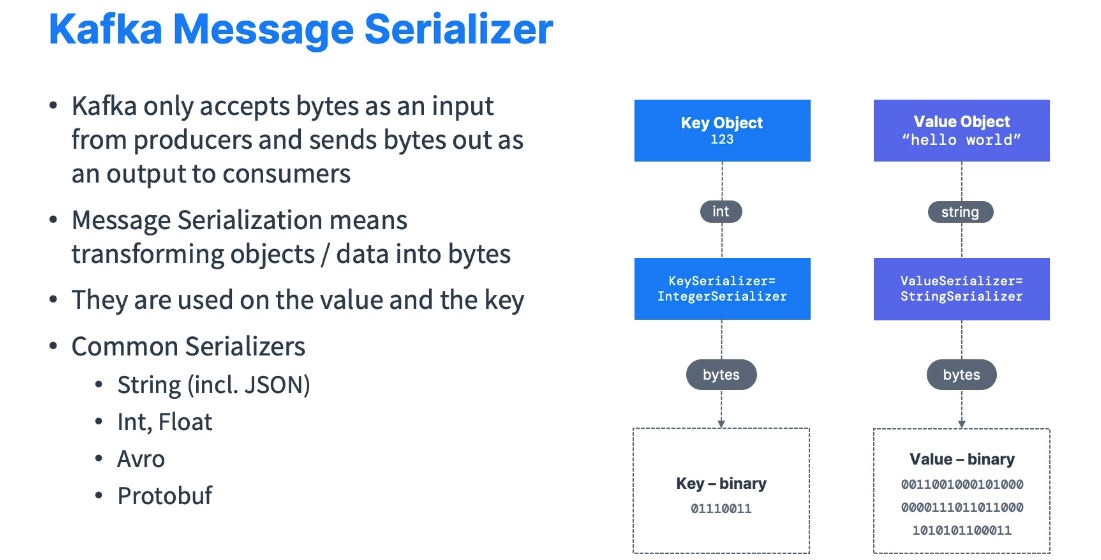 Kafka Message Serializer
• Kafka only accepts bytes as an input
from producers and sends bytes out as
an output to consumers
• Message Serialization means
transforming objects / data into bytes
• They are used on the value and the key
• Common Serializers
• String (incl. JSON)
• Int, Float
• Avro
• Protobuf
Key Object
123
int
KeySerializer=
IntegerSerializer
bytes
Key – binary
01110011
Value Object
“hello world”
string
ValueSerializer=
StringSerializer
bytes
Value – binary
0011001000101000
0000111011011000
1010101100011